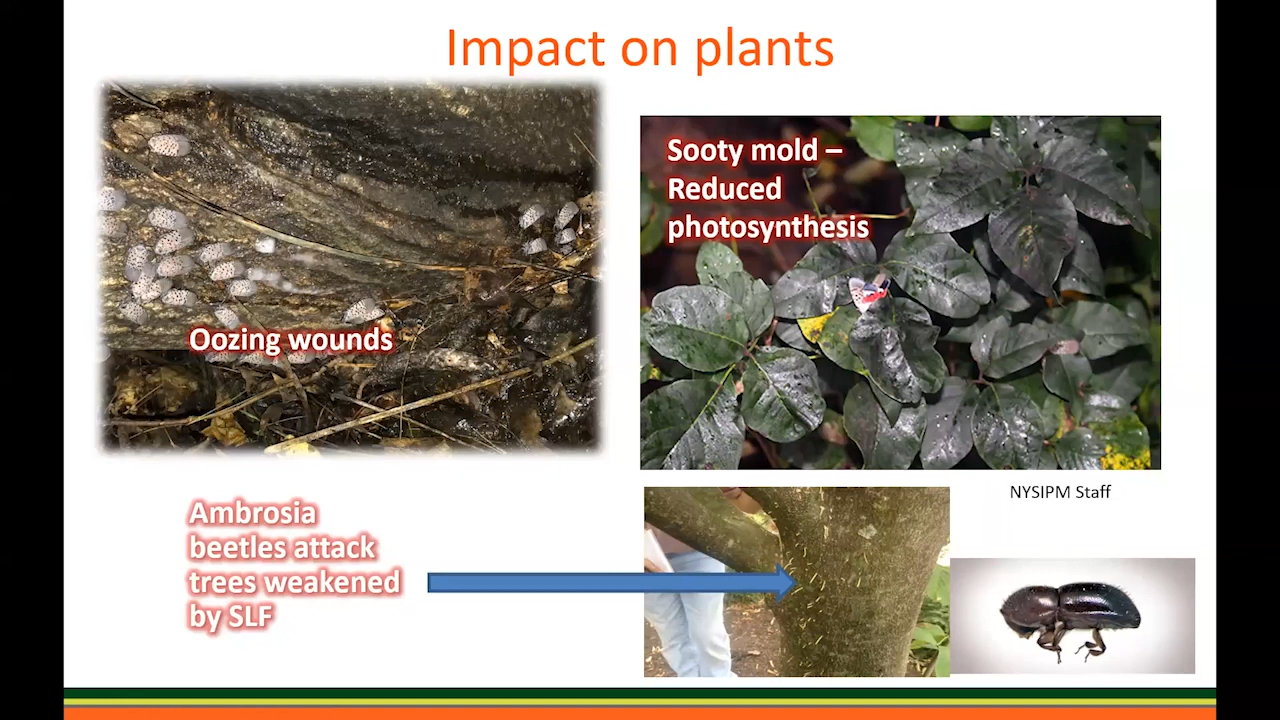 Impact on plants
Sooty mold –
Reduced
photosynthesis
Oozing wounds
NYSIPM Staff
Ambrosia
beetles attack
trees weakened
by SLF